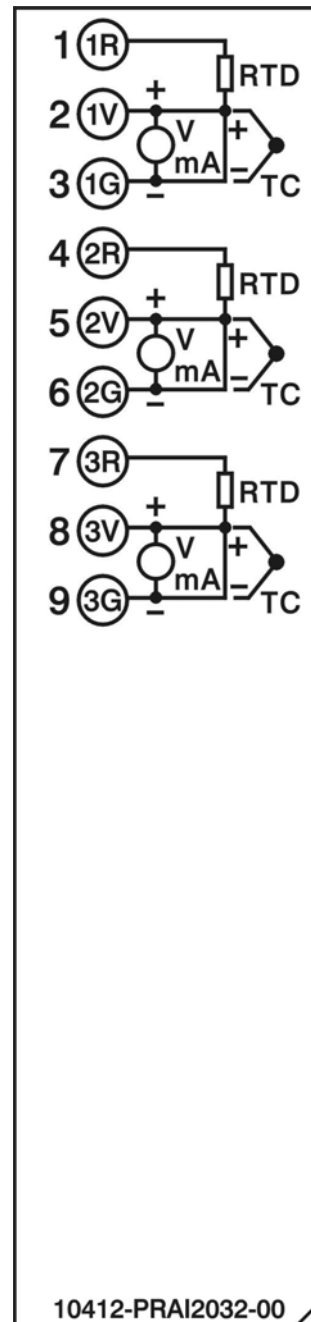 1 1R
RTD
+
2 1V
V
+
mA
3 1G
−
−
TC
4 2R
RTD
+
5 2V
V
+
mA
6 2G
−
−
TC
7 3R
RTD
+
8 3V
V
+
mA
9 3G
−
−
TC
10412-PRAI2032-00